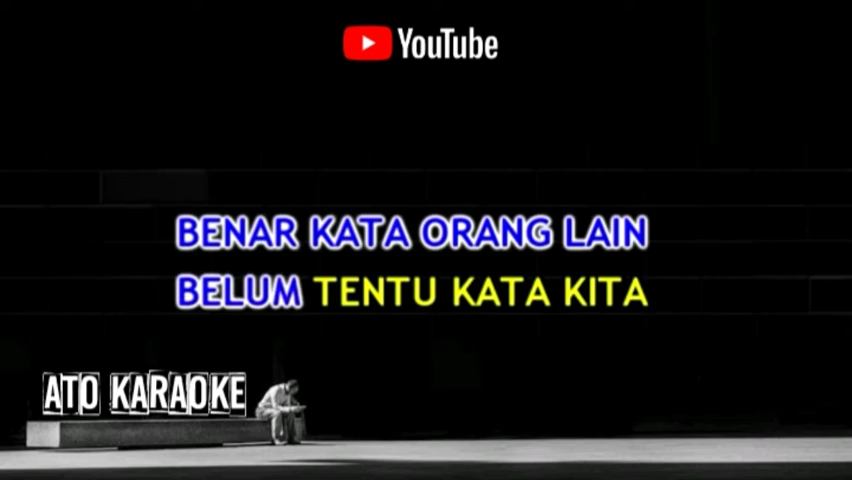 YouTube
BENAR KATA ORANG LAIN
BELUM TENTU KATA KITA
ATO KARAOKE